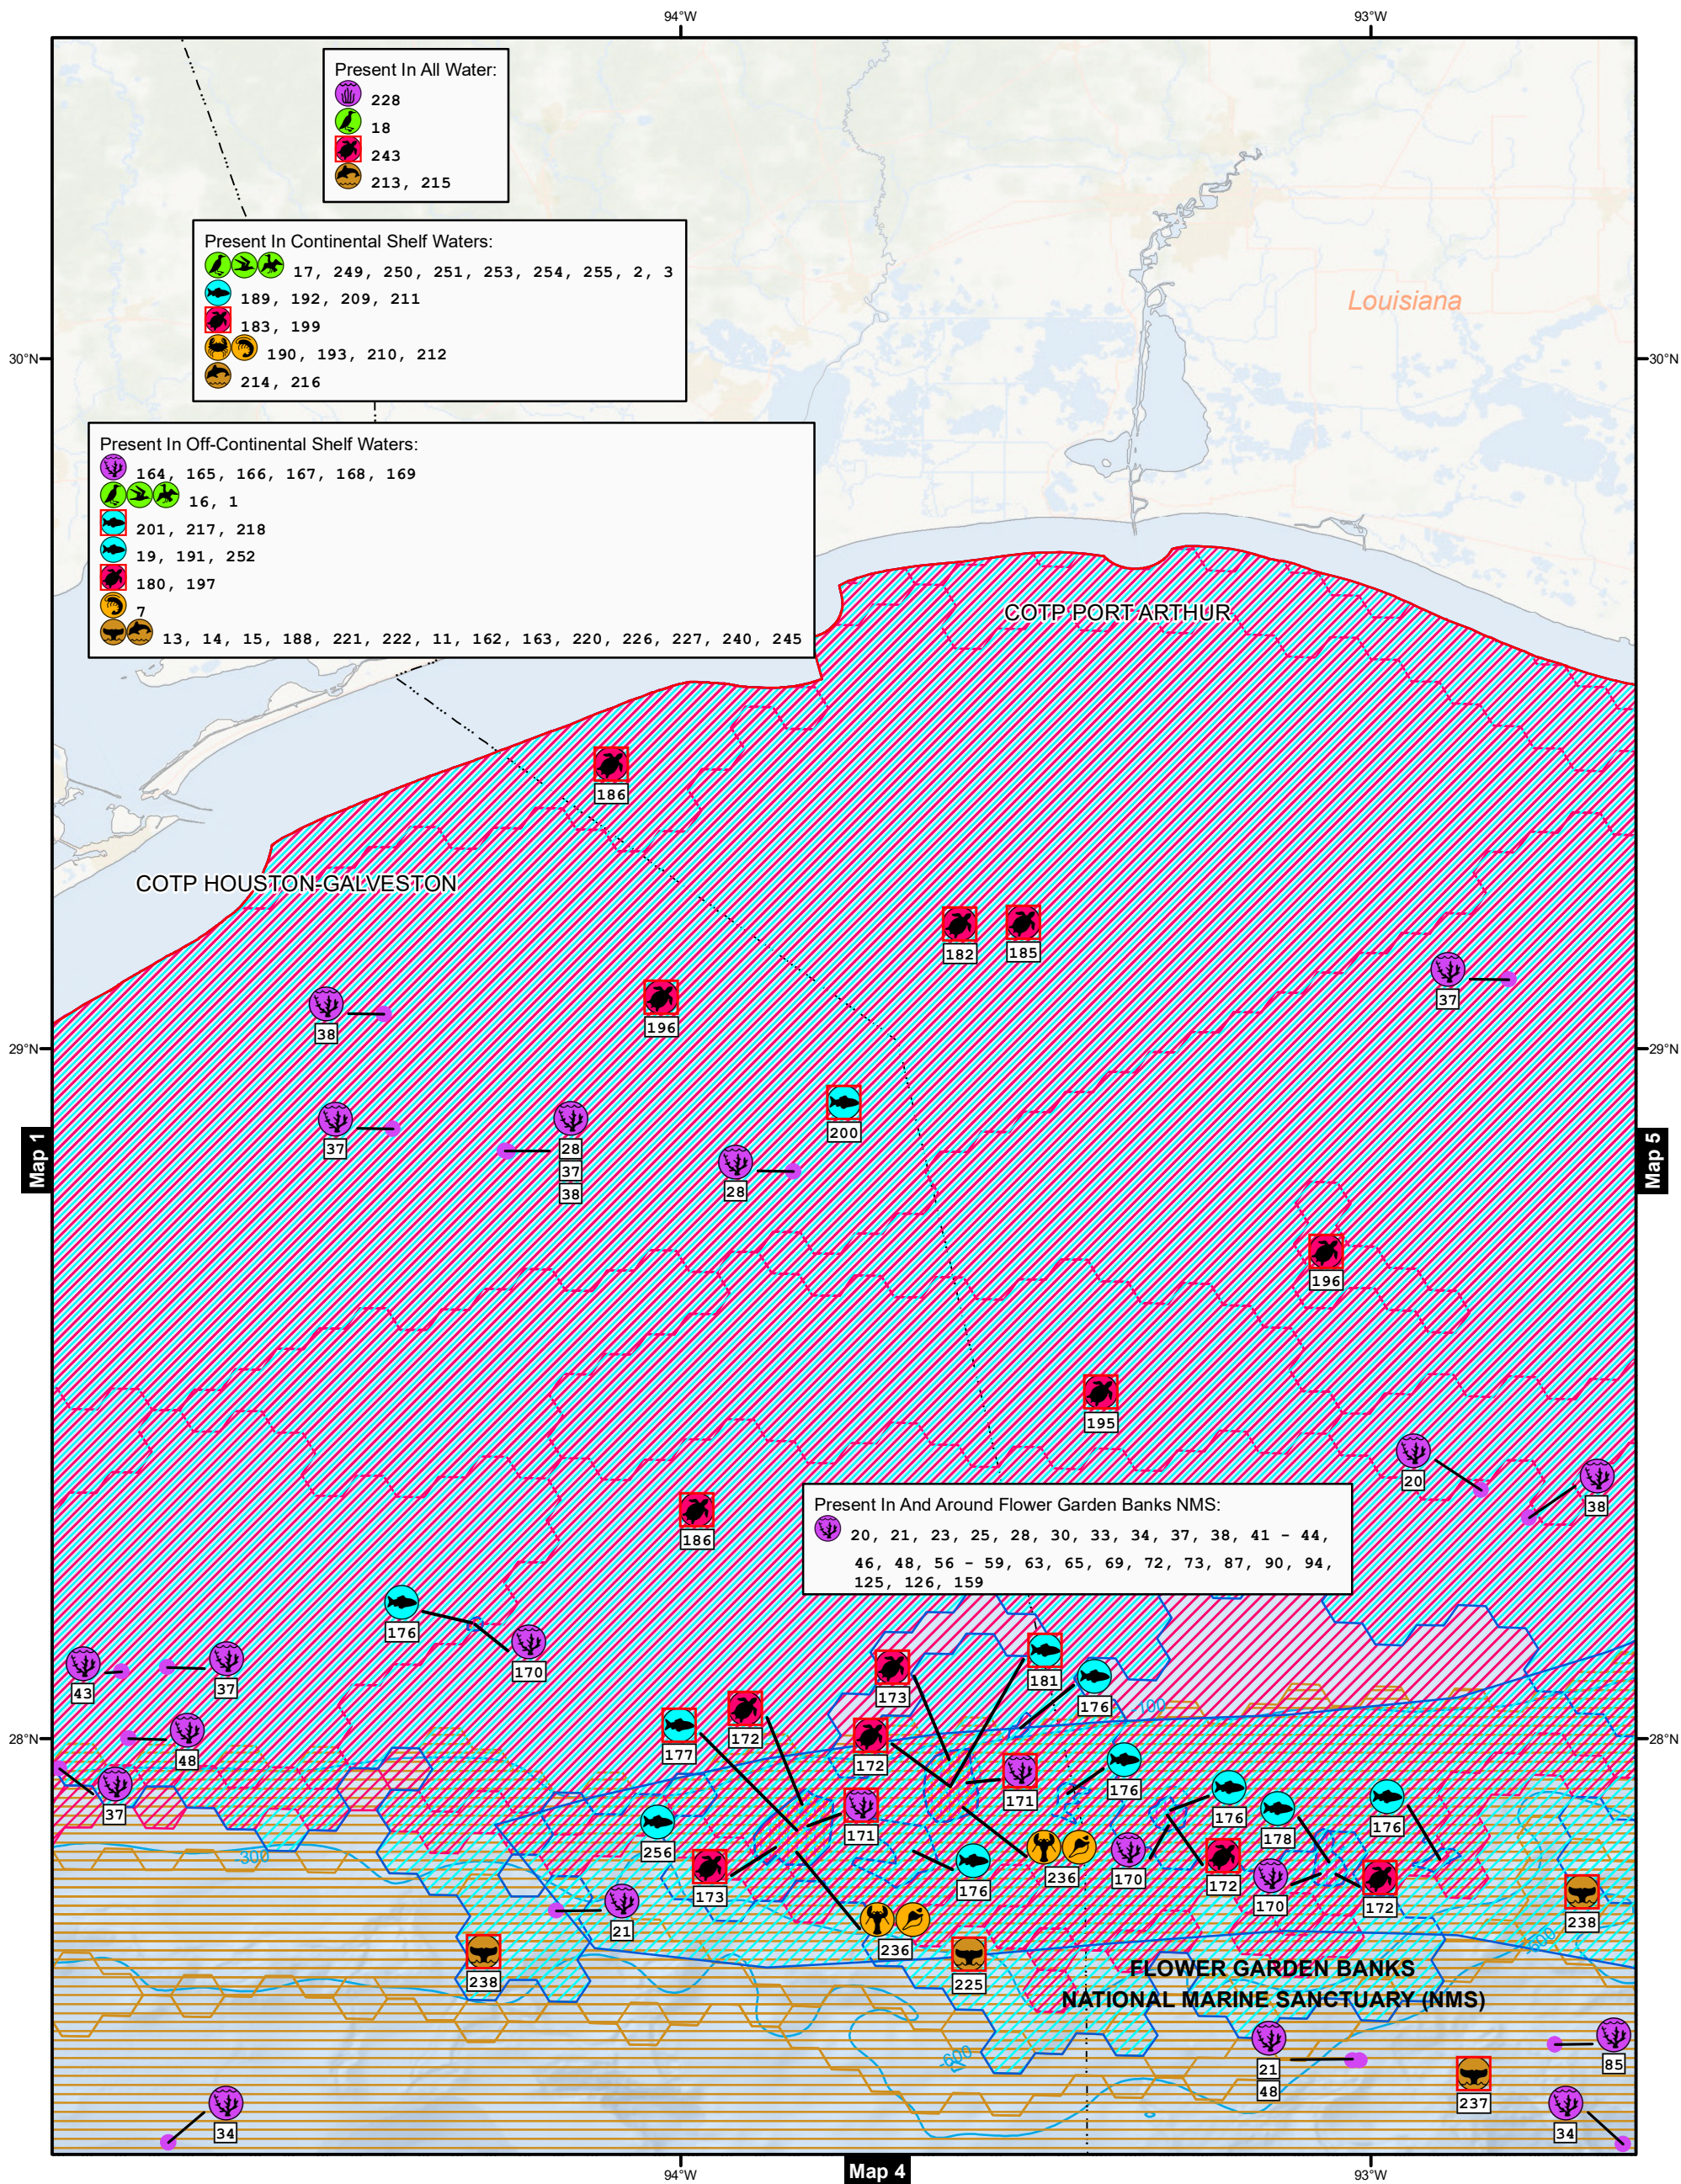 94°W 93°W
Present In All Water:
228
18
243
213, 215
Present In Continental Shelf Waters:
17, 249, 250, 251, 253, 254, 255, 2, 3
189, 192, 209, 211
183, 199
190, 193, 210, 212
214, 216
Louisiana
30°N 30°N
Present In Off-Continental Shelf Waters:
164, 165, 166, 167, 168, 169
16, 1
201, 217, 218
19, 191, 252
180, 197
7
13, 14, 15, 188, 221, 222, 11, 162, 163, 220, 226, 227, 240, 245
COTP PORT ARTHUR
186
COTP HOUSTON-GALVESTON
182 185
37
196
38
29°N 29°N
200
Map 1
Map 5
37
28
37
38
28
196
195
20
38
186
Present In And Around Flower Garden Banks NMS:
20, 21, 23, 25, 28, 30, 33, 34, 37, 38, 41 - 44,
46, 48, 56 - 59, 63, 65, 69, 72, 73, 87, 90, 94,
125, 126, 159
176
170
43
37
173
181
176
100
28°N 28°N
48
177
172
172
176
171
37
171
176
178
176
256
-300
173
176
236
170
172
170
172
21
238
236
238
225
-600
FLOWER GARDEN BANKS
NATIONAL MARINE SANCTUARY (NMS)
-600
21
48
85
237
34
34
94°W 93°W
Map 4